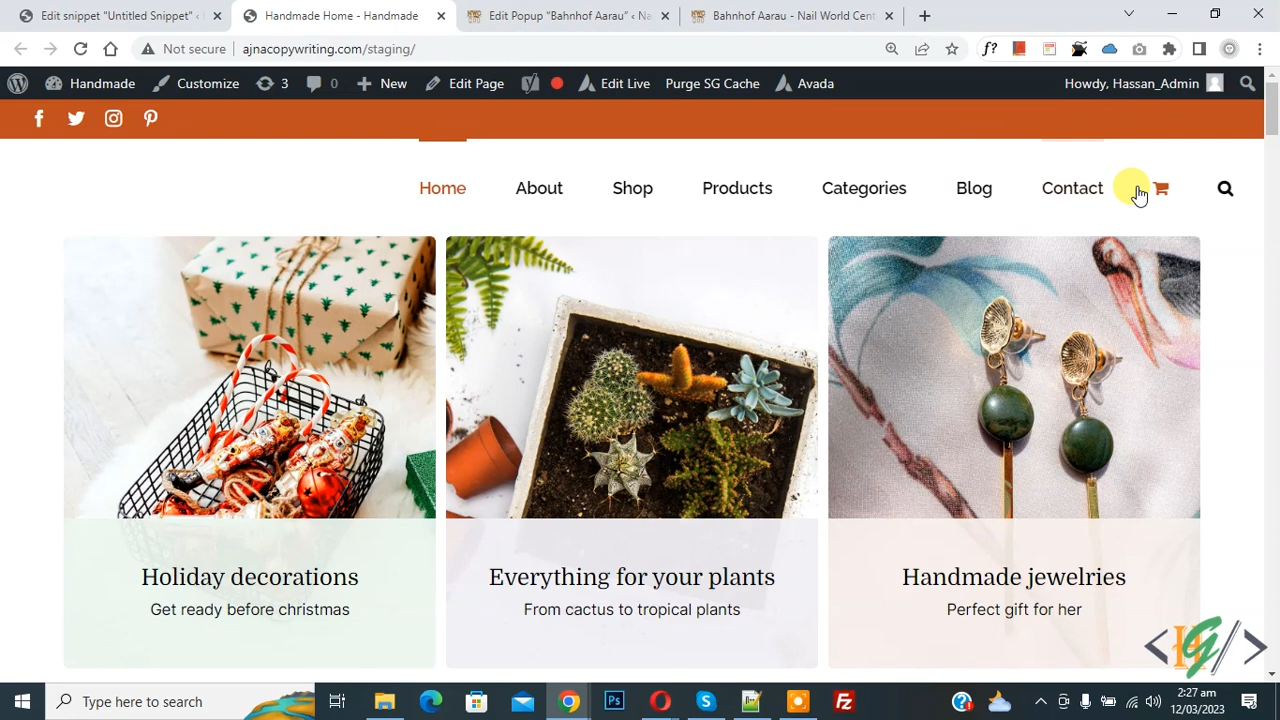 Edit snippet "Untitled Snippet" ‹
Handmade Home - Handmade
Edit Popup "Bahnhof Aarau" ‹ Na
Bahnhof Aarau - Nail World Cent
Not secure
ajnacopywriting.com/staging/
f?
Handmade
Customize
3
0
New
Edit Page
Edit Live
Purge SG Cache
Avada
Howdy, Hassan_Admin
Home
About
Shop
Products
Categories
Blog
Contact
Holiday decorations
Get ready before christmas
Everything for your plants
From cactus to tropical plants
Handmade jewelries
Perfect gift for her
<HG/>
Type here to search
Ps
2:27 am
12/03/2023